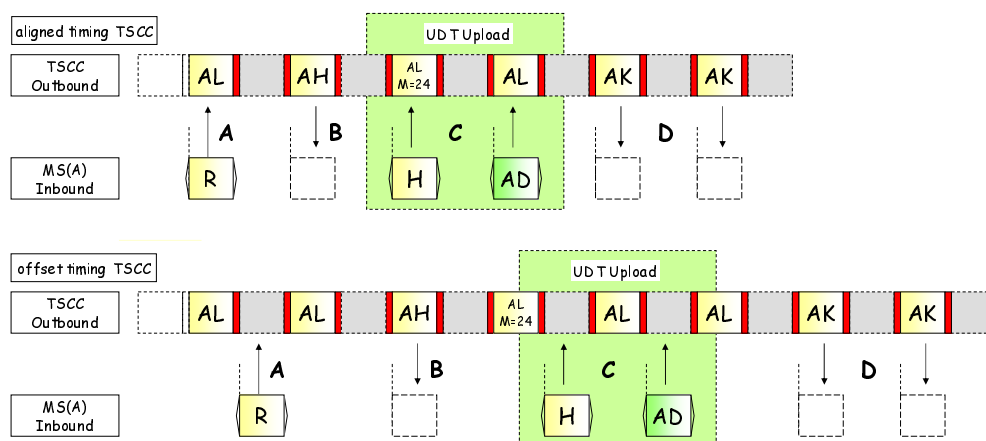 aligned timing TSCC
UDT Upload
TSCC
Outbound
AL
AH
AL
M=24
AL
AK
AK
A
B
C
D
MS(A)
Inbound
R
H
AD
offset timing TSCC
UDT Upload
TSCC
Outbound
AL
AL
AH
AL
M=24
AL
AL
AK
AK
A
B
C
D
MS(A)
Inbound
R
H
AD